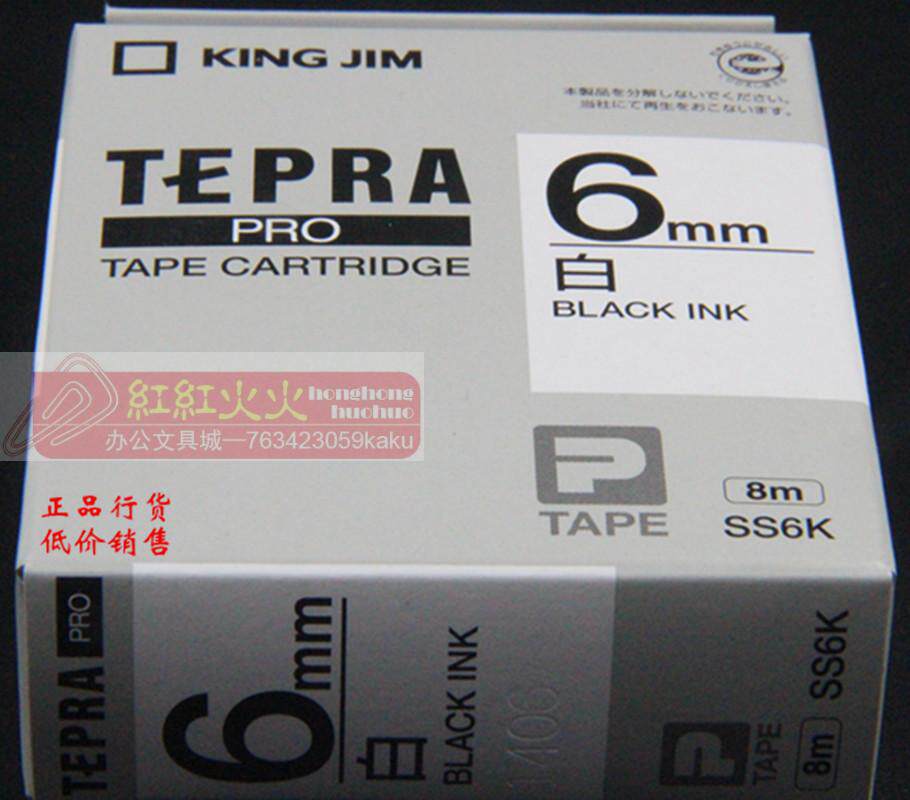 KING JIM
本製品を分解しないでください。
当社にて再生をおこないます。
TEPRA
PRO
TAPE CARTRIDGE
6mm
白
BLACK INK
紅紅火火
honghong
huohuo
办公文具城—763423059kaku
P
TAPE
8m
SS6K
正品行货
低价销售
TEPRA PRO
6mm
白
BLACK INK
1406
P
TAPE
8m
SS6K